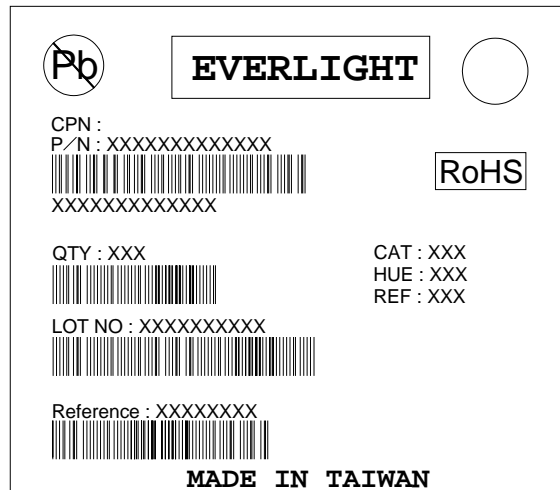 Pb
EVERLIGHT
CPN :
P/N : XXXXXXXXXXXXX
RoHS
XXXXXXXXXXXXX
QTY : XXX
CAT : XXX
HUE : XXX
REF : XXX
LOT NO : XXXXXXXXXX
Reference : XXXXXXXX
MADE IN TAIWAN